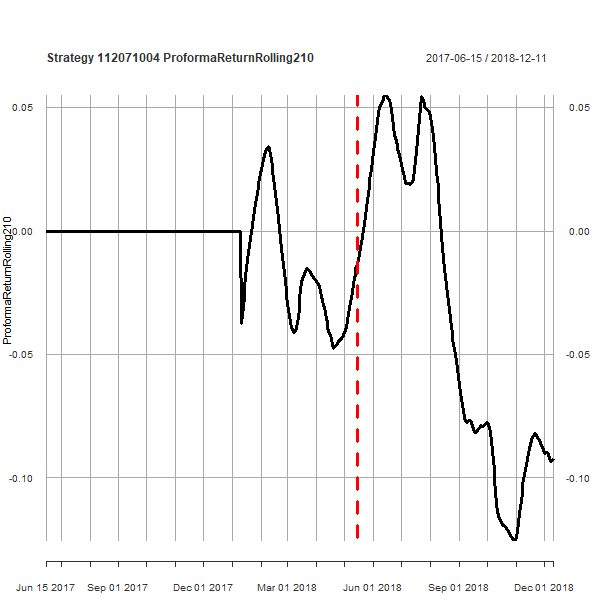 Strategy 112071004 ProformaReturnRolling210
2017-06-15 / 2018-12-11
0.05
0.05
0.00
0.00
-0.05
-0.05
-0.10
-0.10
ProformaReturnRolling210
Jun 15 2017
Sep 01 2017
Dec 01 2017
Mar 01 2018
Jun 01 2018
Sep 01 2018
Dec 01 2018